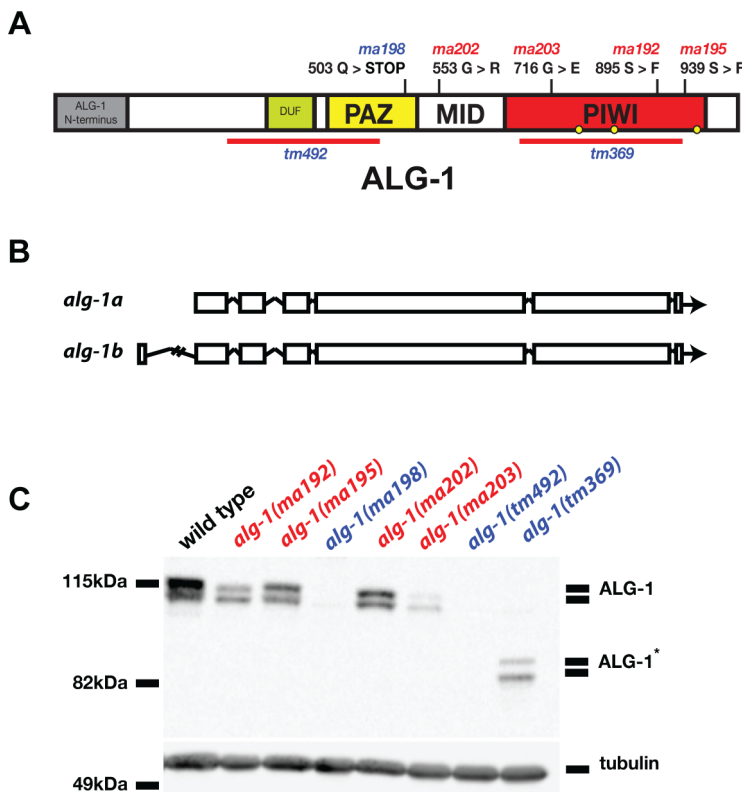 A
ma198 ma202 ma203 ma192 ma195
503 Q > STOP 553 G > R 716 G > E 895 S > F 939 S > F
ALG-1
N-terminus
DUF PAZ MID PIWI
tm492 tm369
ALG-1
B
alg-1a
alg-1b
C
wild type alg-1(ma192) alg-1(ma195) alg-1(ma198) alg-1(ma202) alg-1(ma203) alg-1(tm492) alg-1(tm369)
115kDa ALG-1
ALG-1*
82kDa
tubulin
49kDa